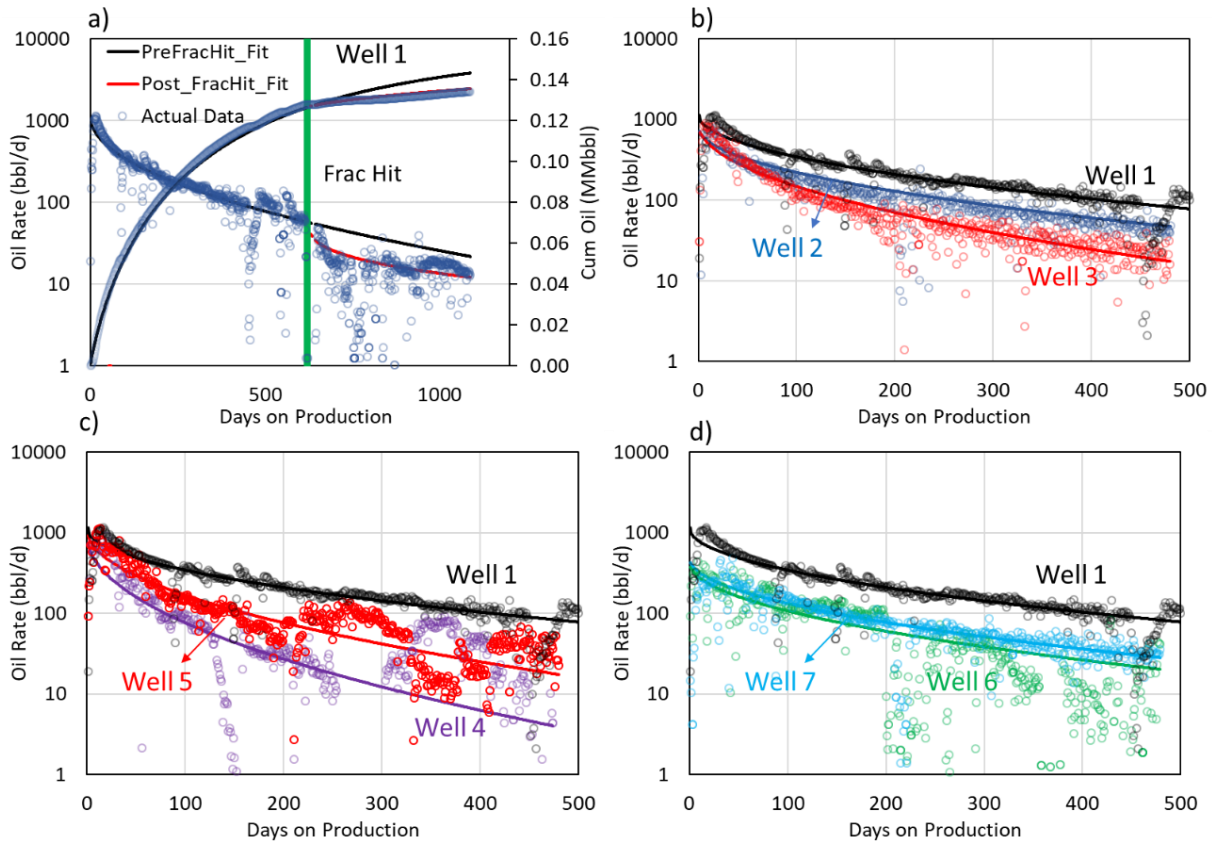 a)
10000
1000
100
10
1
Oil Rate (bbl/d)
PreFracHit_Fit
Post_FracHit_Fit
Actual Data
Well 1
Frac Hit
0.16
0.14
0.12
0.10
0.08
0.06
0.04
0.02
0.00
Cum Oil (MMbbl)
0
500
1000
Days on Production
b)
10000
1000
100
10
1
Oil Rate (bbl/d)
Well 1
Well 2
Well 3
0
100
200
300
400
500
Days on Production
c)
10000
1000
100
10
1
Oil Rate (bbl/d)
Well 1
Well 5
Well 4
0
100
200
300
400
500
Days on Production
d)
10000
1000
100
10
1
Oil Rate (bbl/d)
Well 1
Well 7
Well 6
0
100
200
300
400
500
Days on Production